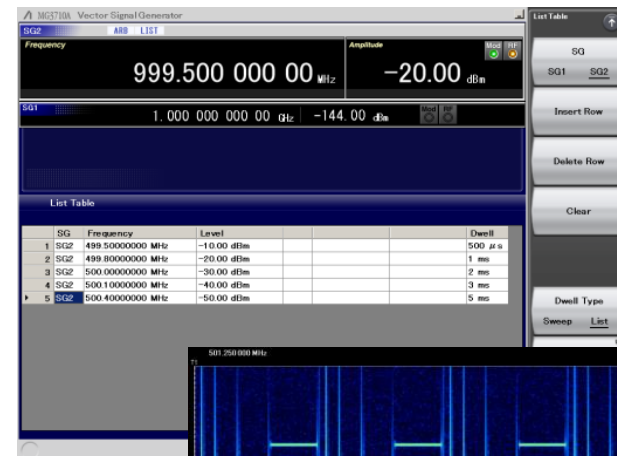 MG3710A Vector Signal Generator
SG2 ARB LIST
Frequency
999.500 000 00 MHz
Amplitude
Mod RF
-20.00 dBm
SG1
1.000 000 000 00 GHz
-144.00 dBm
Mod RF
List Table
SG Frequency Level Dwell
1 SG2 499.50000000 MHz -10.00 dBm 500 μs
2 SG2 499.80000000 MHz -20.00 dBm 1 ms
3 SG2 500.00000000 MHz -30.00 dBm 2 ms
4 SG2 500.10000000 MHz -40.00 dBm 3 ms
5 SG2 500.40000000 MHz -50.00 dBm 5 ms
501.250 000 MHz
List Table
SG
SG1 SG2
Insert Row
Delete Row
Clear
Dwell Type
Sweep List